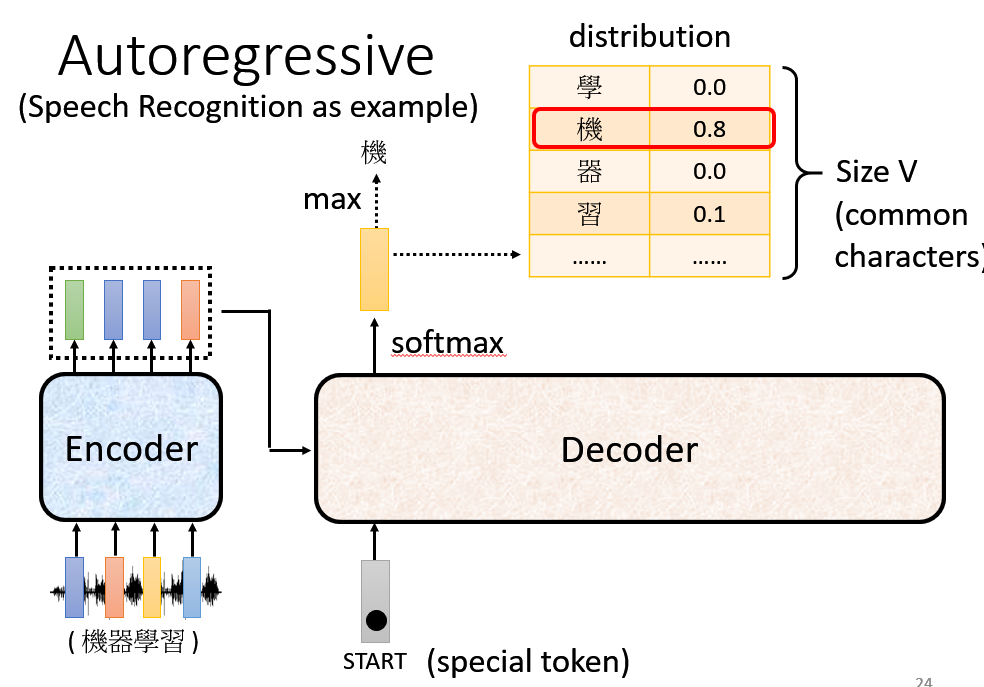 Autoregressive
(Speech Recognition as example)
distribution
學 0.0
機 0.8
器 0.0
習 0.1
...... ......
Size V
(common
characters)
機
max
softmax
Encoder
Decoder
( 機器學習 )
START (special token)
24